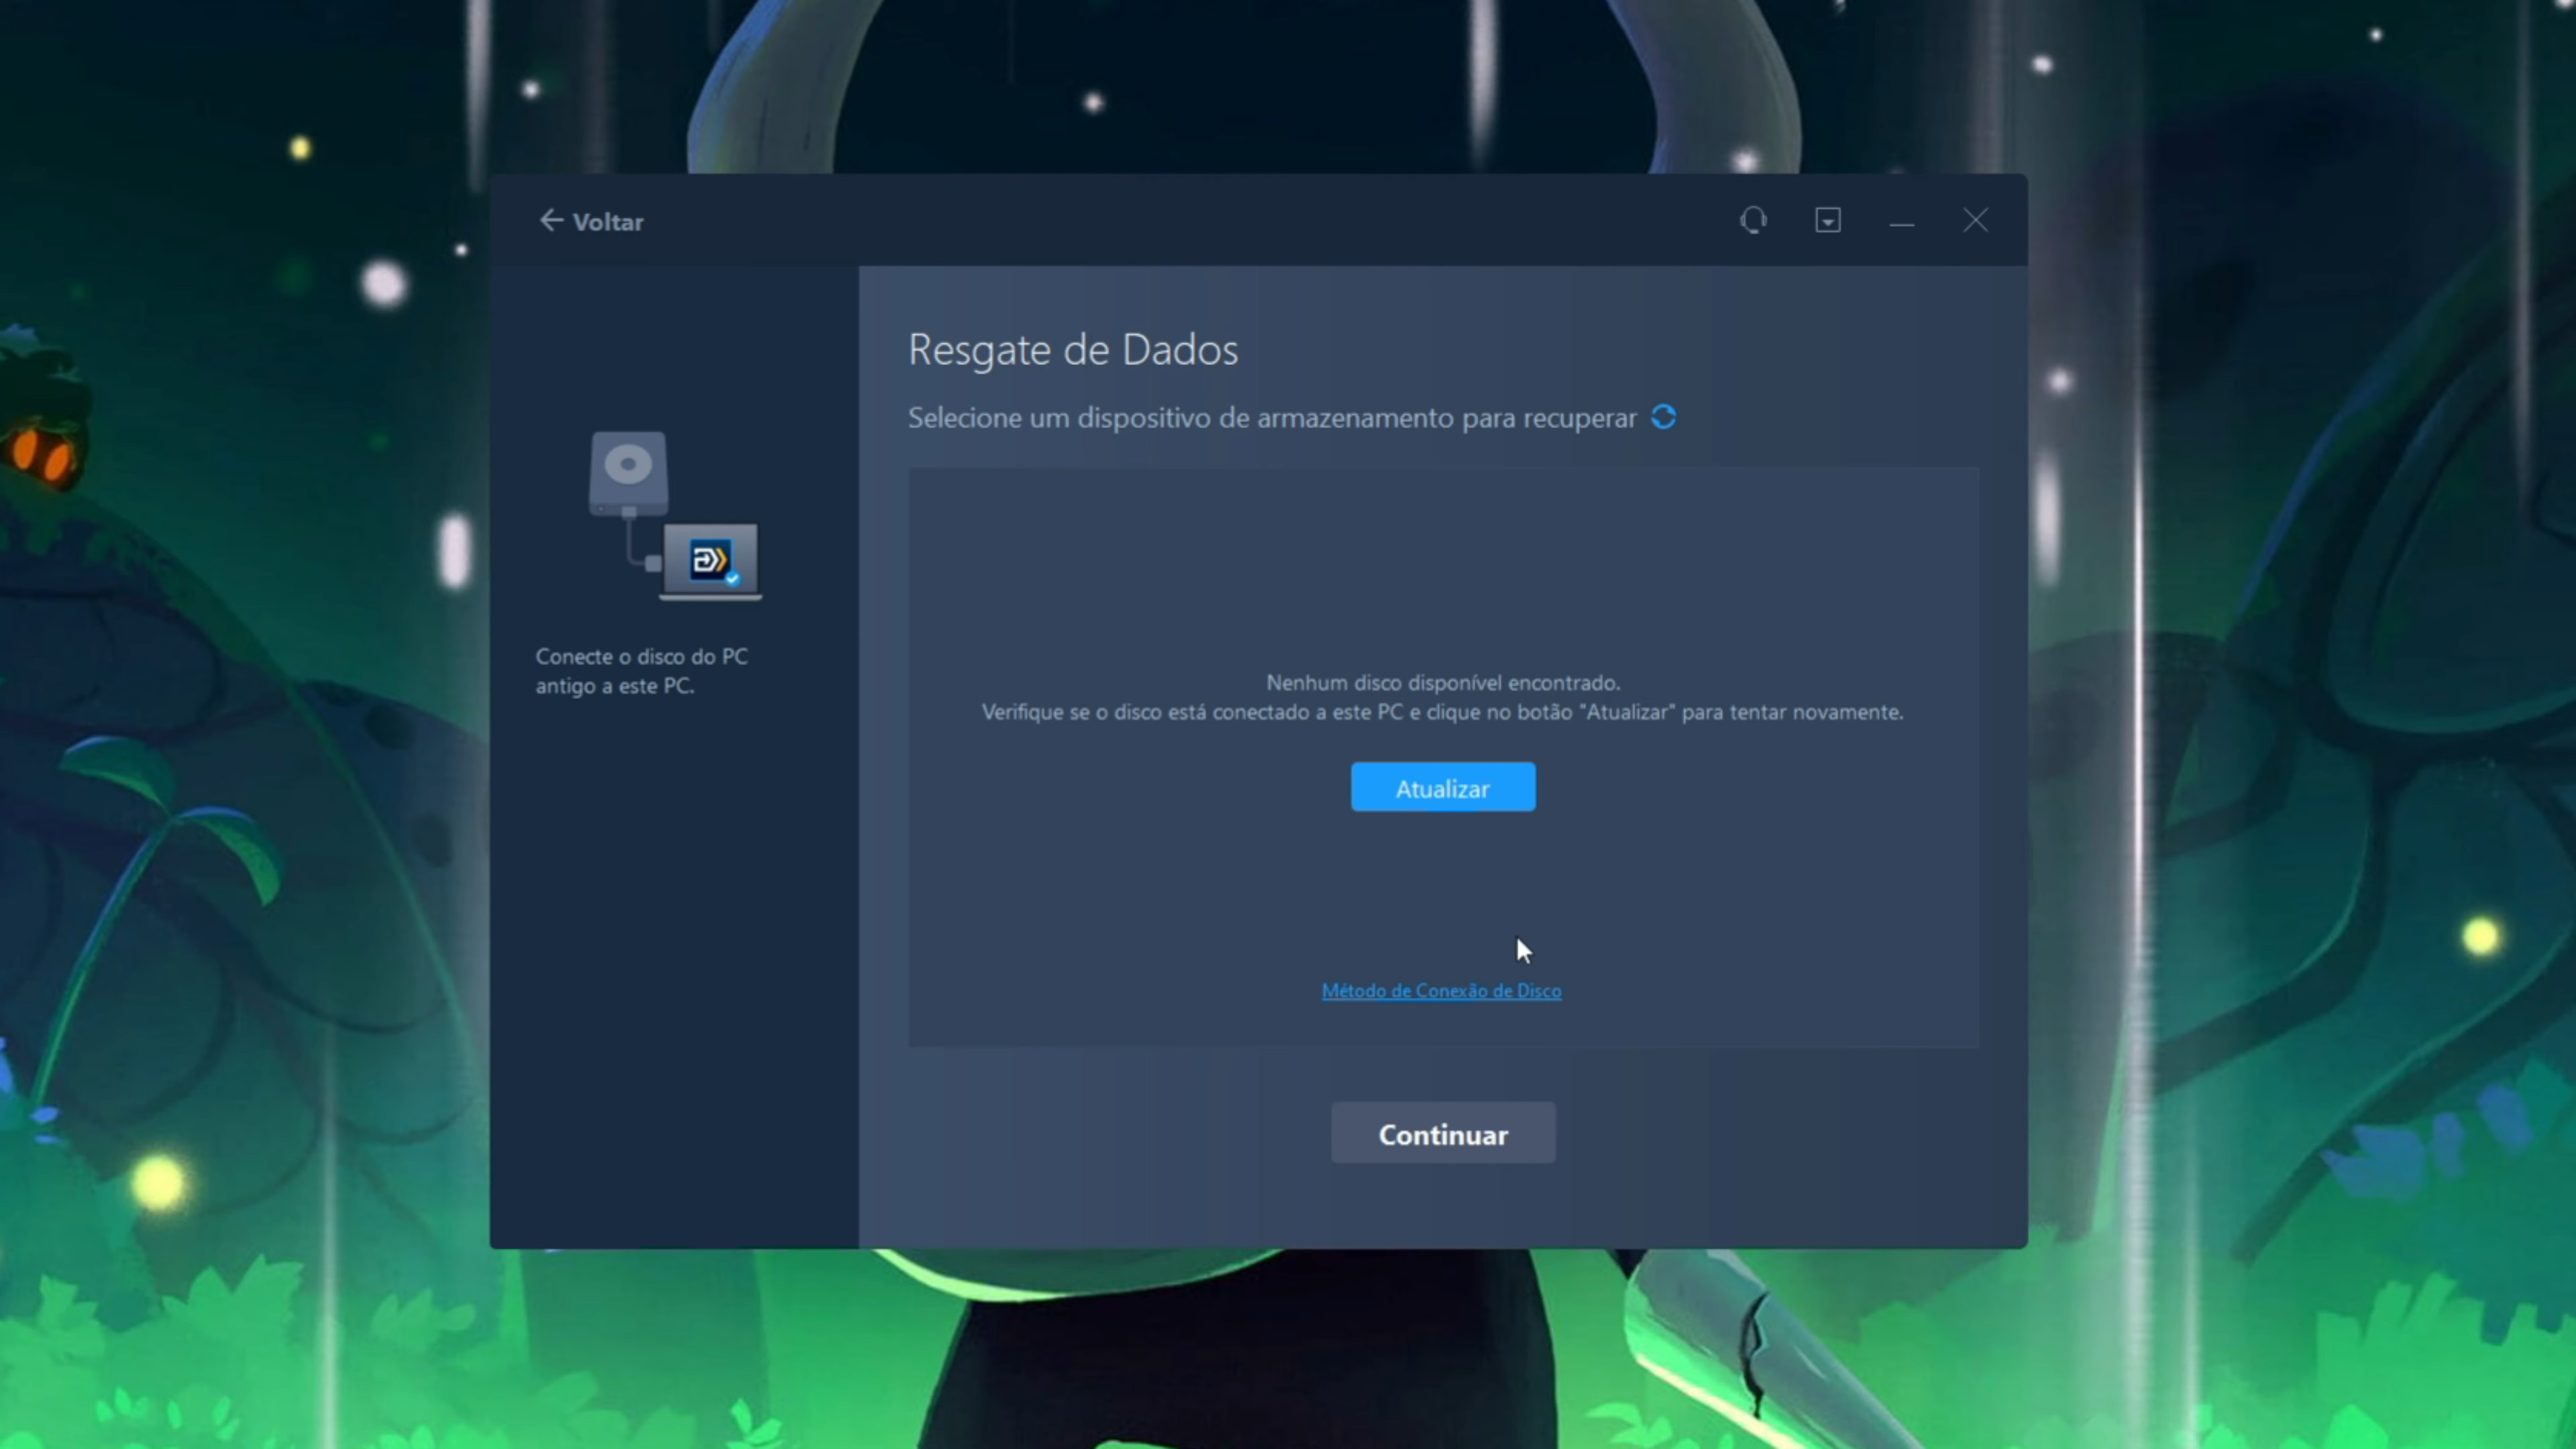 Voltar
Resgate de Dados
Selecione um dispositivo de armazenamento para recuperar
Conecte o disco do PC
antigo a este PC.
Nenhum disco disponível encontrado.
Verifique se o disco está conectado a este PC e clique no botão "Atualizar" para tentar novamente.
Atualizar
Método de Conexão de Disco
Continuar